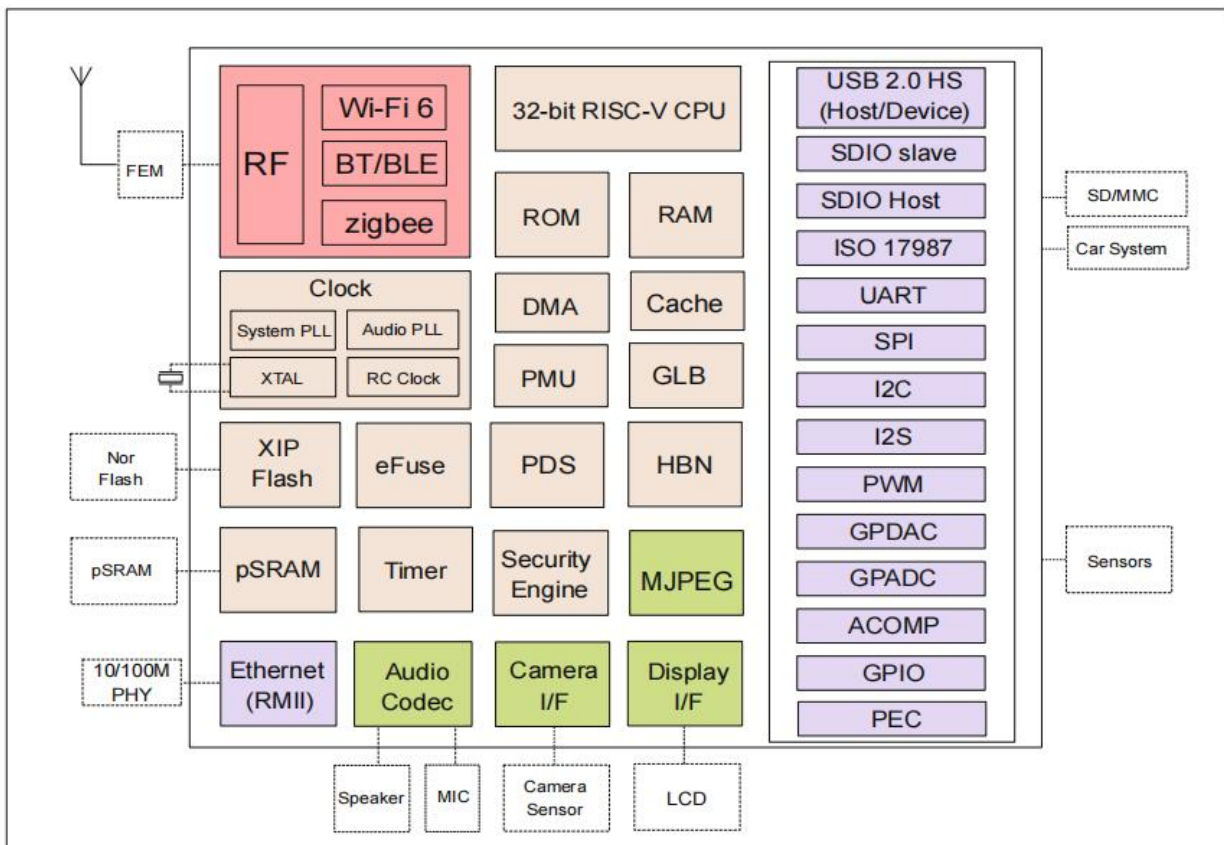 FEM
RF
Wi-Fi 6
BT/BLE
zigbee
Clock
System PLL
Audio PLL
XTAL
RC Clock
Nor
Flash
XIP
Flash
eFuse
pSRAM
pSRAM
Timer
10/100M
PHY
Ethernet
(RMII)
Audio
Codec
32-bit RISC-V CPU
ROM
RAM
DMA
Cache
PMU
GLB
PDS
HBN
Security
Engine
MJPEG
Camera
I/F
Display
I/F
Speaker
MIC
Camera
Sensor
LCD
USB 2.0 HS
(Host/Device)
SDIO slave
SDIO Host
ISO 17987
UART
SPI
I2C
I2S
PWM
GPDAC
GPADC
ACOMP
GPIO
PEC
SD/MMC
Car System
Sensors